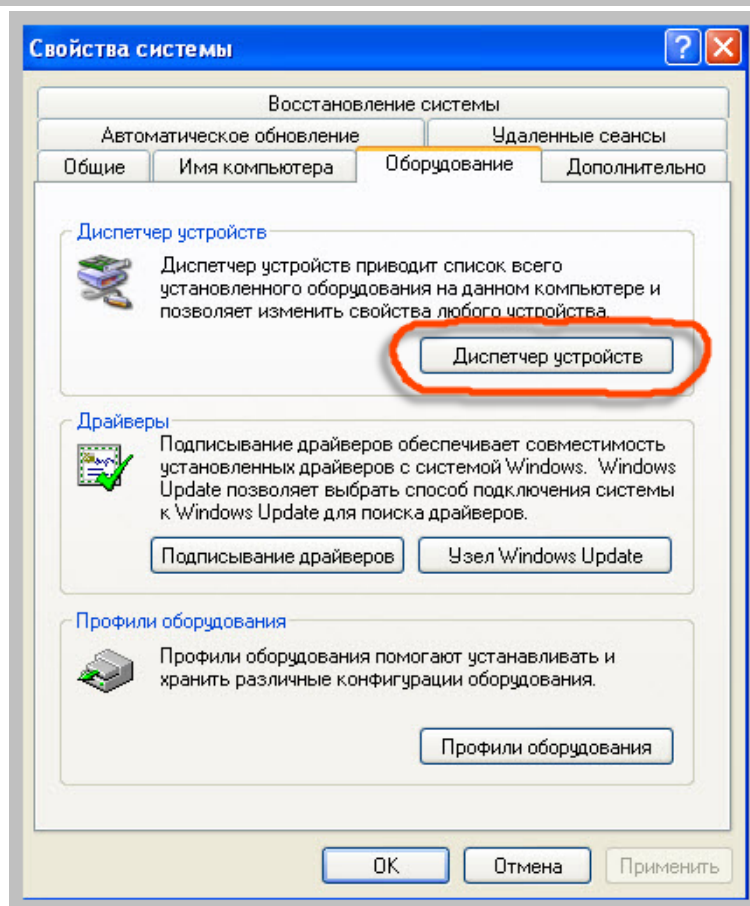 Свойства системы
Восстановление системы
Автоматическое обновление Удаленные сеансы
Общие Имя компьютера Оборудование Дополнительно
Диспетчер устройств
Диспетчер устройств приводит список всего
установленного оборудования на данном компьютере и
позволяет изменить свойства любого устройства.
Диспетчер устройств
Драйверы
Подписывание драйверов обеспечивает совместимость
установленных драйверов с системой Windows. Windows
Update позволяет выбрать способ подключения системы
к Windows Update для поиска драйверов.
Подписывание драйверов Узел Windows Update
Профили оборудования
Профили оборудования помогают устанавливать и
хранить различные конфигурации оборудования.
Профили оборудования
OK Отмена Применить